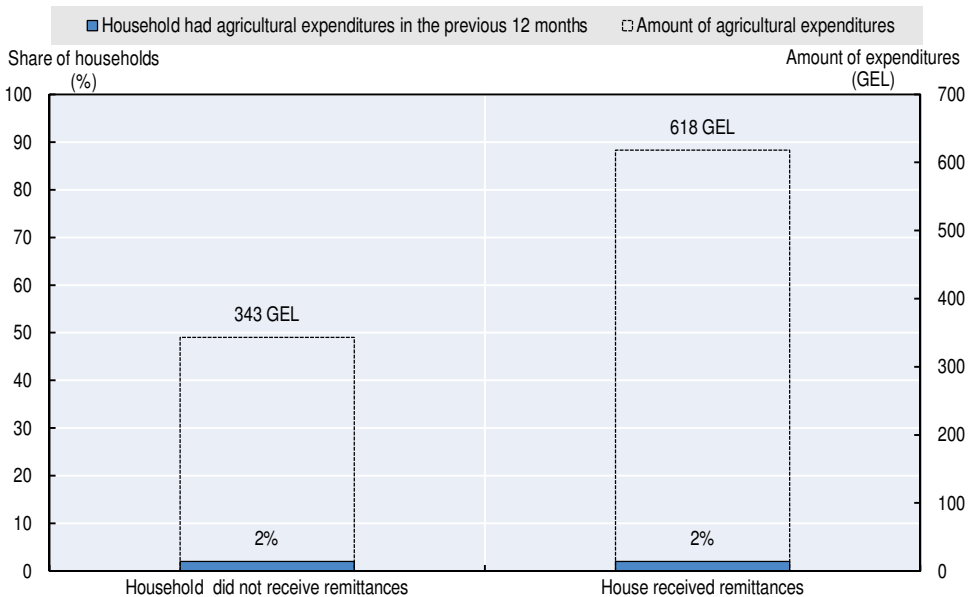 Household had agricultural expenditures in the previous 12 months Amount of agricultural expenditures
Share of households
(%)
Amount of expenditures
(GEL)
100
90
80
70
60
50
40
30
20
10
0
700
600
500
400
300
200
100
0
343 GEL
618 GEL
2%
2%
Household did not receive remittances
House received remittances